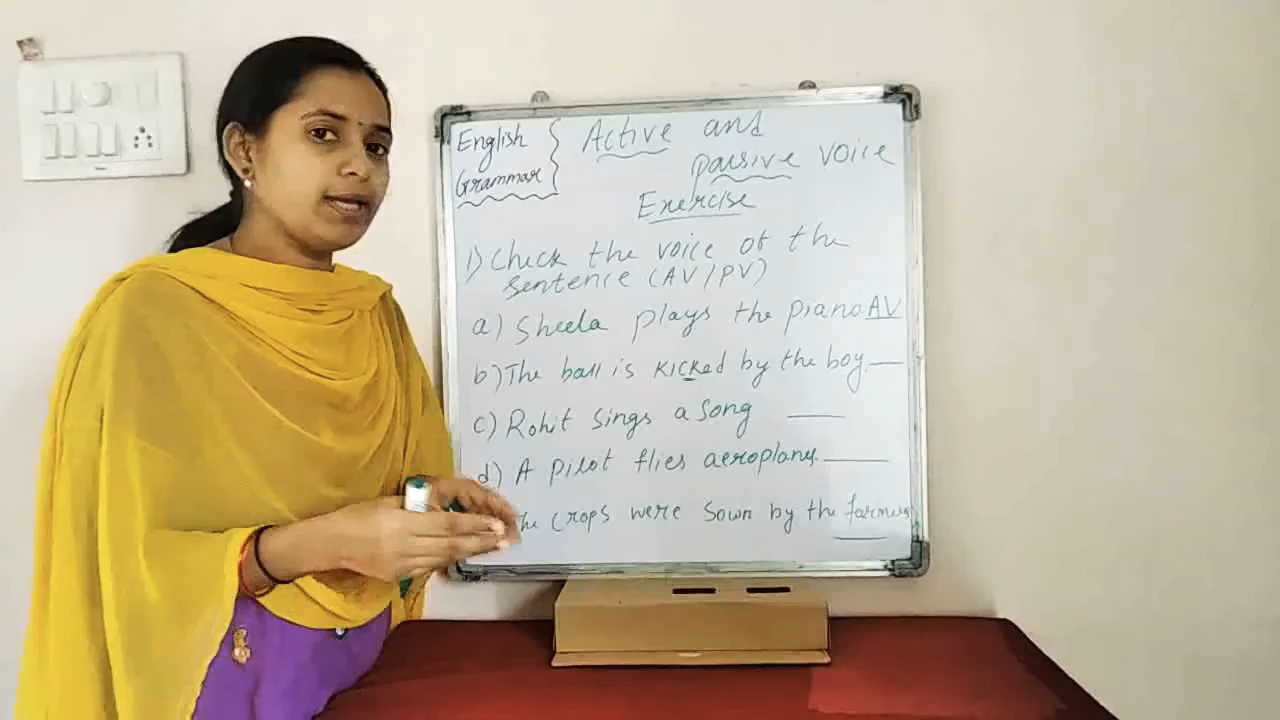 English
Grammar
Active and
passive voice
Exercise
1) Check the voice of the
sentence (AV/PV)
a) Sheela plays the piano AV
b) The ball is kicked by the boy.
c) Rohit sings a song
d) A pilot flies aeroplanes.
The crops were sown by the farmers